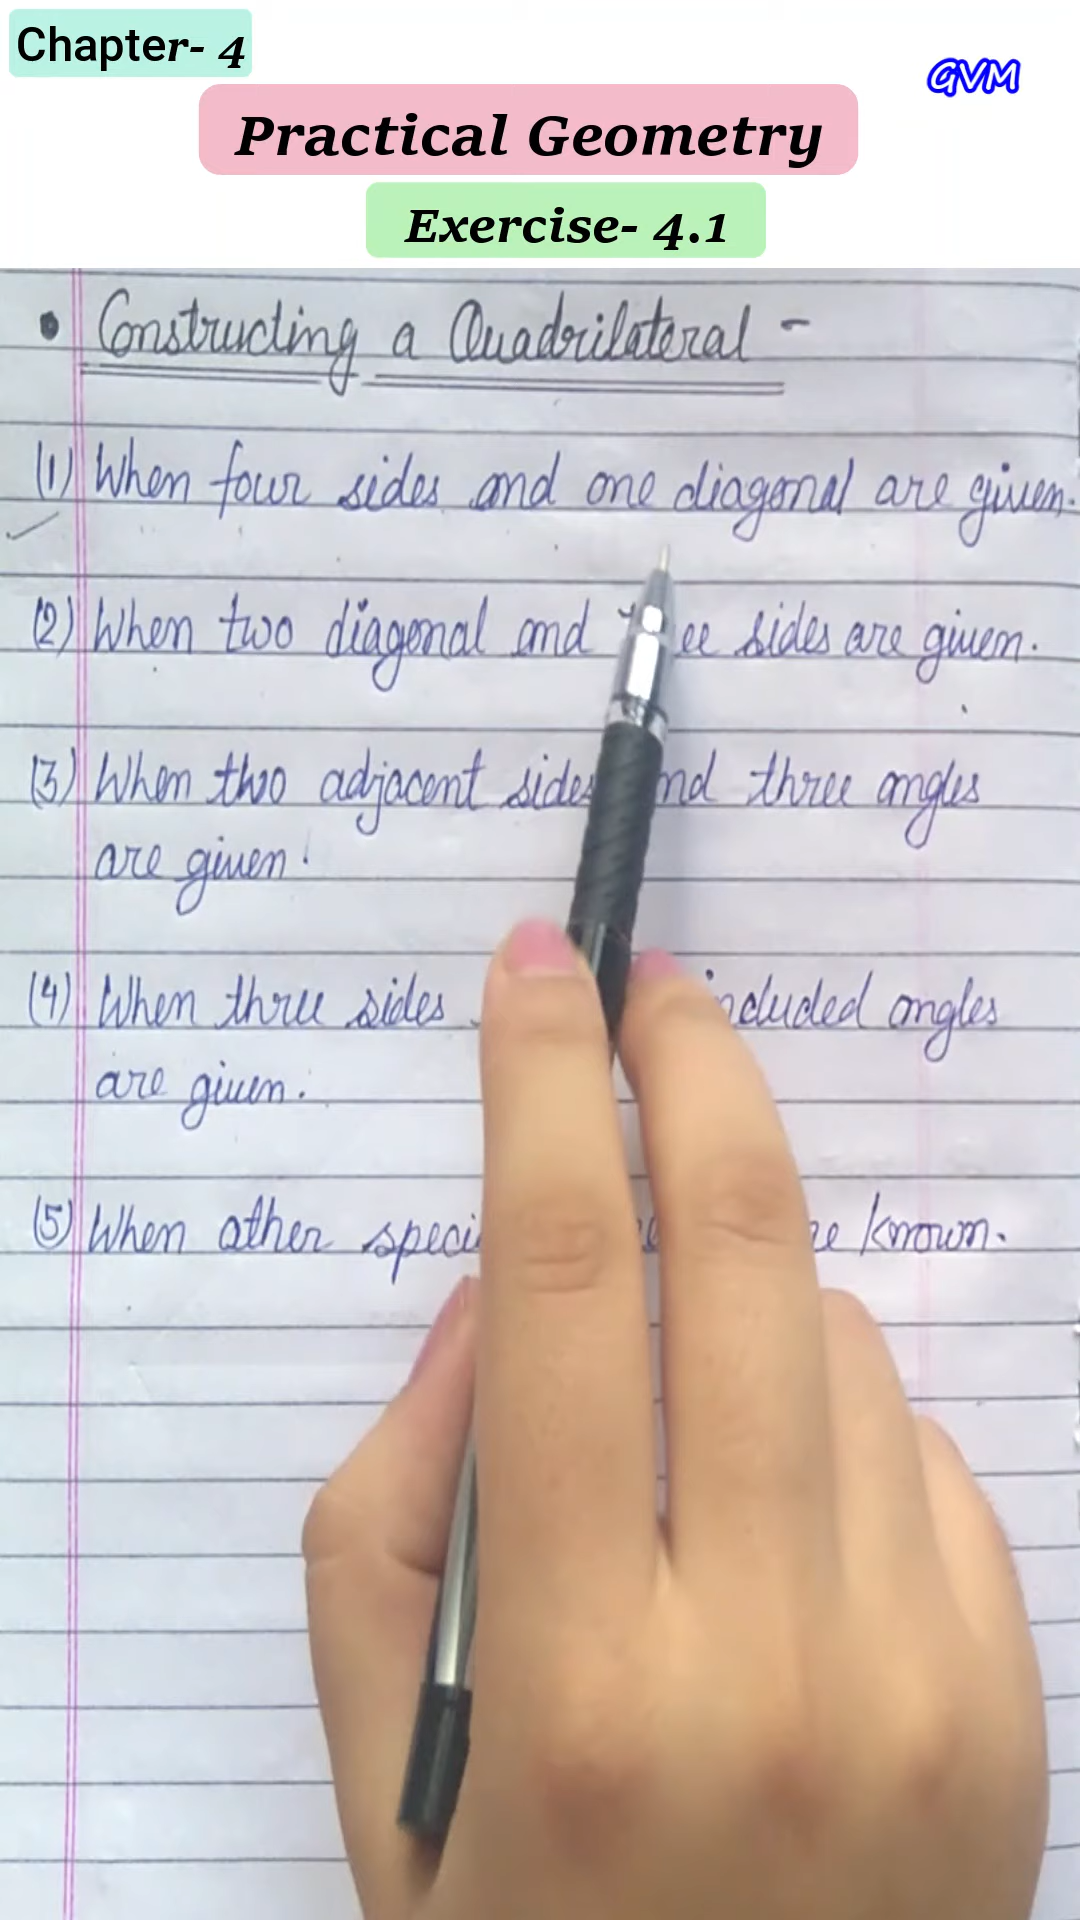 Chapter- 4
GVM
Practical Geometry
Exercise- 4.1
• Constructing a Quadrilateral -
(1) When four sides and one diagonal are given.
(2) When two diagonal and ee sides are given.
(3) When two adjacent sides nd three angles
are given.
(4) When three sides included angles
are given.
(5) When other speci e known.